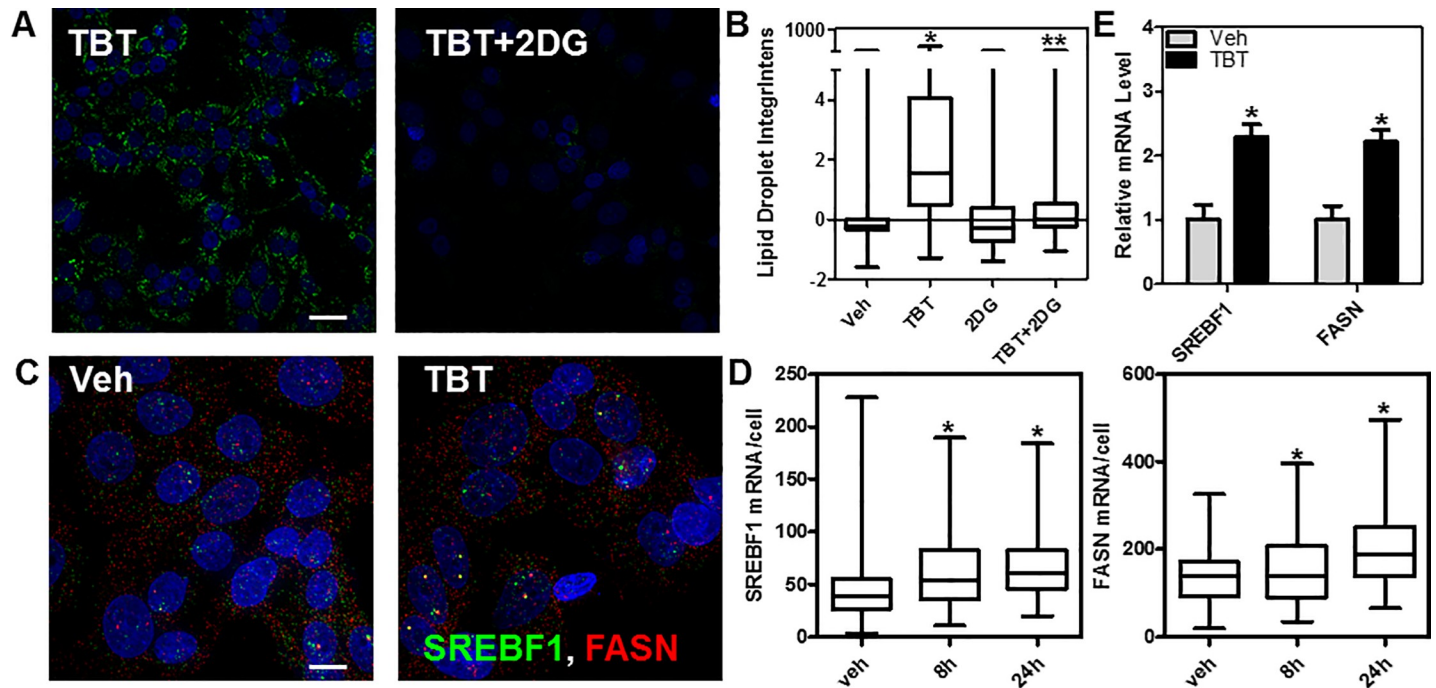 A
TBT
TBT+2DG
B
Lipid Droplet IntegrIntens
1000
4
2
0
-2
*
**
Veh
TBT
2DG
TBT+2DG
E
Relative mRNA Level
4
3
2
1
0
Veh
TBT
*
*
SREBF1
FASN
C
Veh
TBT
SREBF1, FASN
D
SREBF1 mRNA/cell
250
200
150
100
50
0
*
*
veh
8h
24h
FASN mRNA/cell
600
400
200
0
*
*
veh
8h
24h